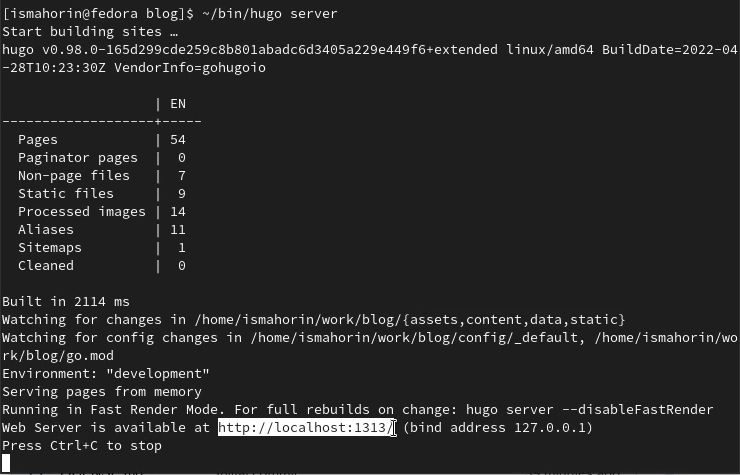 [ismahorin@fedora blog]$ ~/bin/hugo server
Start building sites …
hugo v0.98.0-165d299cde259c8b801abadc6d3405a229e449f6+extended linux/amd64 BuildDate=2022-04
-28T10:23:30Z VendorInfo=gohugoio

                   | EN
-------------------+-----
  Pages            | 54
  Paginator pages  |  0
  Non-page files   |  7
  Static files     |  9
  Processed images | 14
  Aliases          | 11
  Sitemaps         |  1
  Cleaned          |  0

Built in 2114 ms
Watching for changes in /home/ismahorin/work/blog/{assets,content,data,static}
Watching for config changes in /home/ismahorin/work/blog/config/_default, /home/ismahorin/wo
rk/blog/go.mod
Environment: "development"
Serving pages from memory
Running in Fast Render Mode. For full rebuilds on change: hugo server --disableFastRender
Web Server is available at http://localhost:1313/ (bind address 127.0.0.1)
Press Ctrl+C to stop